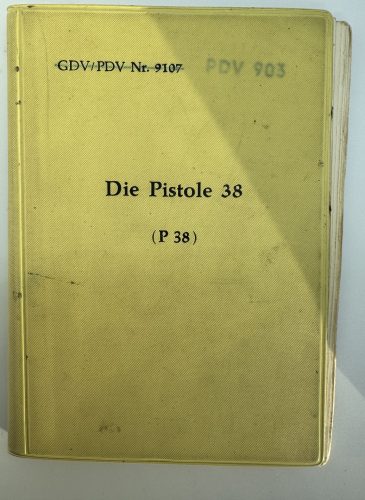 GDV/PDV Nr. 9107 PDV 903
Die Pistole 38
(P 38)